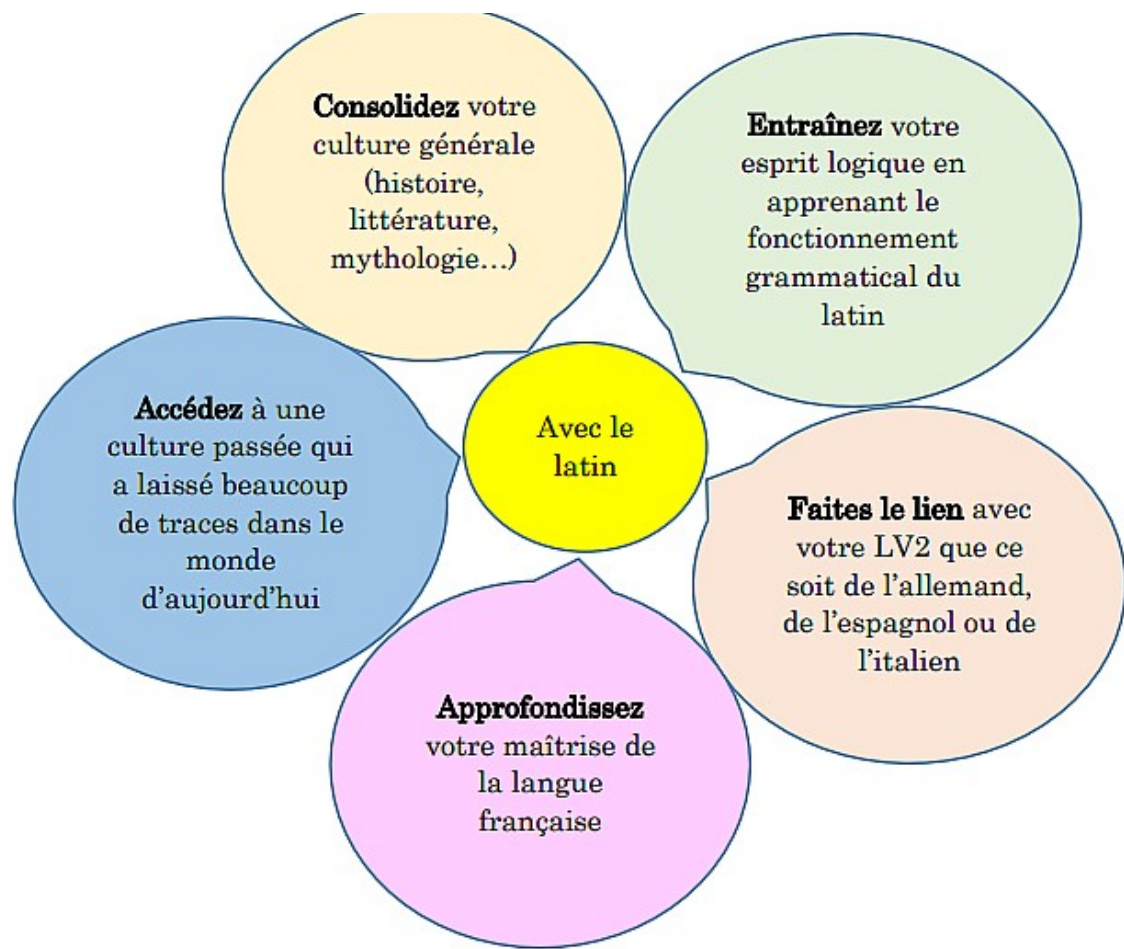 Consolidez votre
culture générale
(histoire,
littérature,
mythologie…)
Entraînez votre
esprit logique en
apprenant le
fonctionnement
grammatical du
latin
Accédez à une
culture passée qui
a laissé beaucoup
de traces dans le
monde
d’aujourd’hui
Avec le
latin
Faites le lien avec
votre LV2 que ce
soit de l’allemand,
de l’espagnol ou de
l’italien
Approfondissez
votre maîtrise de
la langue
française